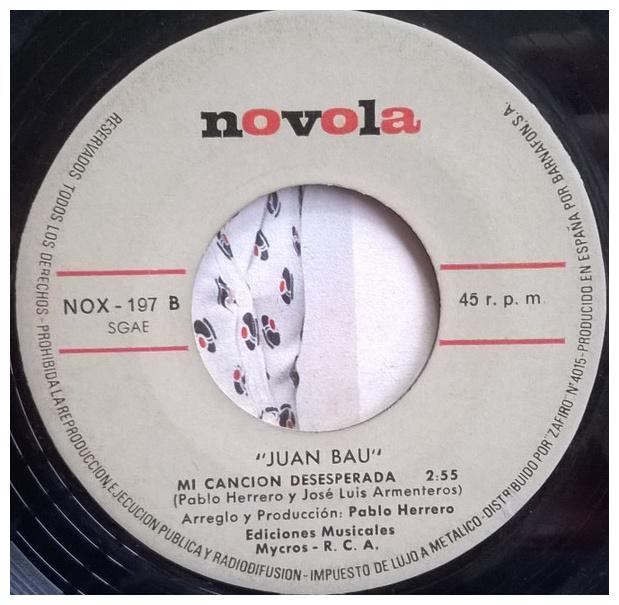 novola
NOX - 197 B
SGAE
45 r. p. m
"JUAN BAU"
MI CANCION DESESPERADA 2:55
(Pablo Herrero y José Luis Armenteros)
Arreglo y Producción: Pablo Herrero
Ediciones Musicales
Mycros - R. C. A.
RESERVADOS TODOS LOS DERECHOS - PROHIBIDA LA REPRODUCCION, EJECUCION PUBLICA Y RADIODIFUSION - IMPUESTO DE LUJO A METALICO - DISTRIBUIDO POR "ZAFIRO" N.º 4015 - PRODUCIDO EN ESPAÑA POR BARNAFON, S. A.